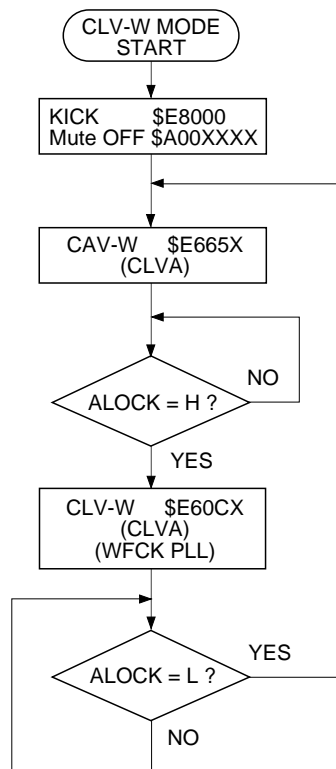 CLV-W MODE
START
KICK $E8000
Mute OFF $A00XXXX
CAV-W $E665X
(CLVA)
NO
ALOCK = H ?
YES
CLV-W $E60CX
(CLVA)
(WFCK PLL)
YES
ALOCK = L ?
NO